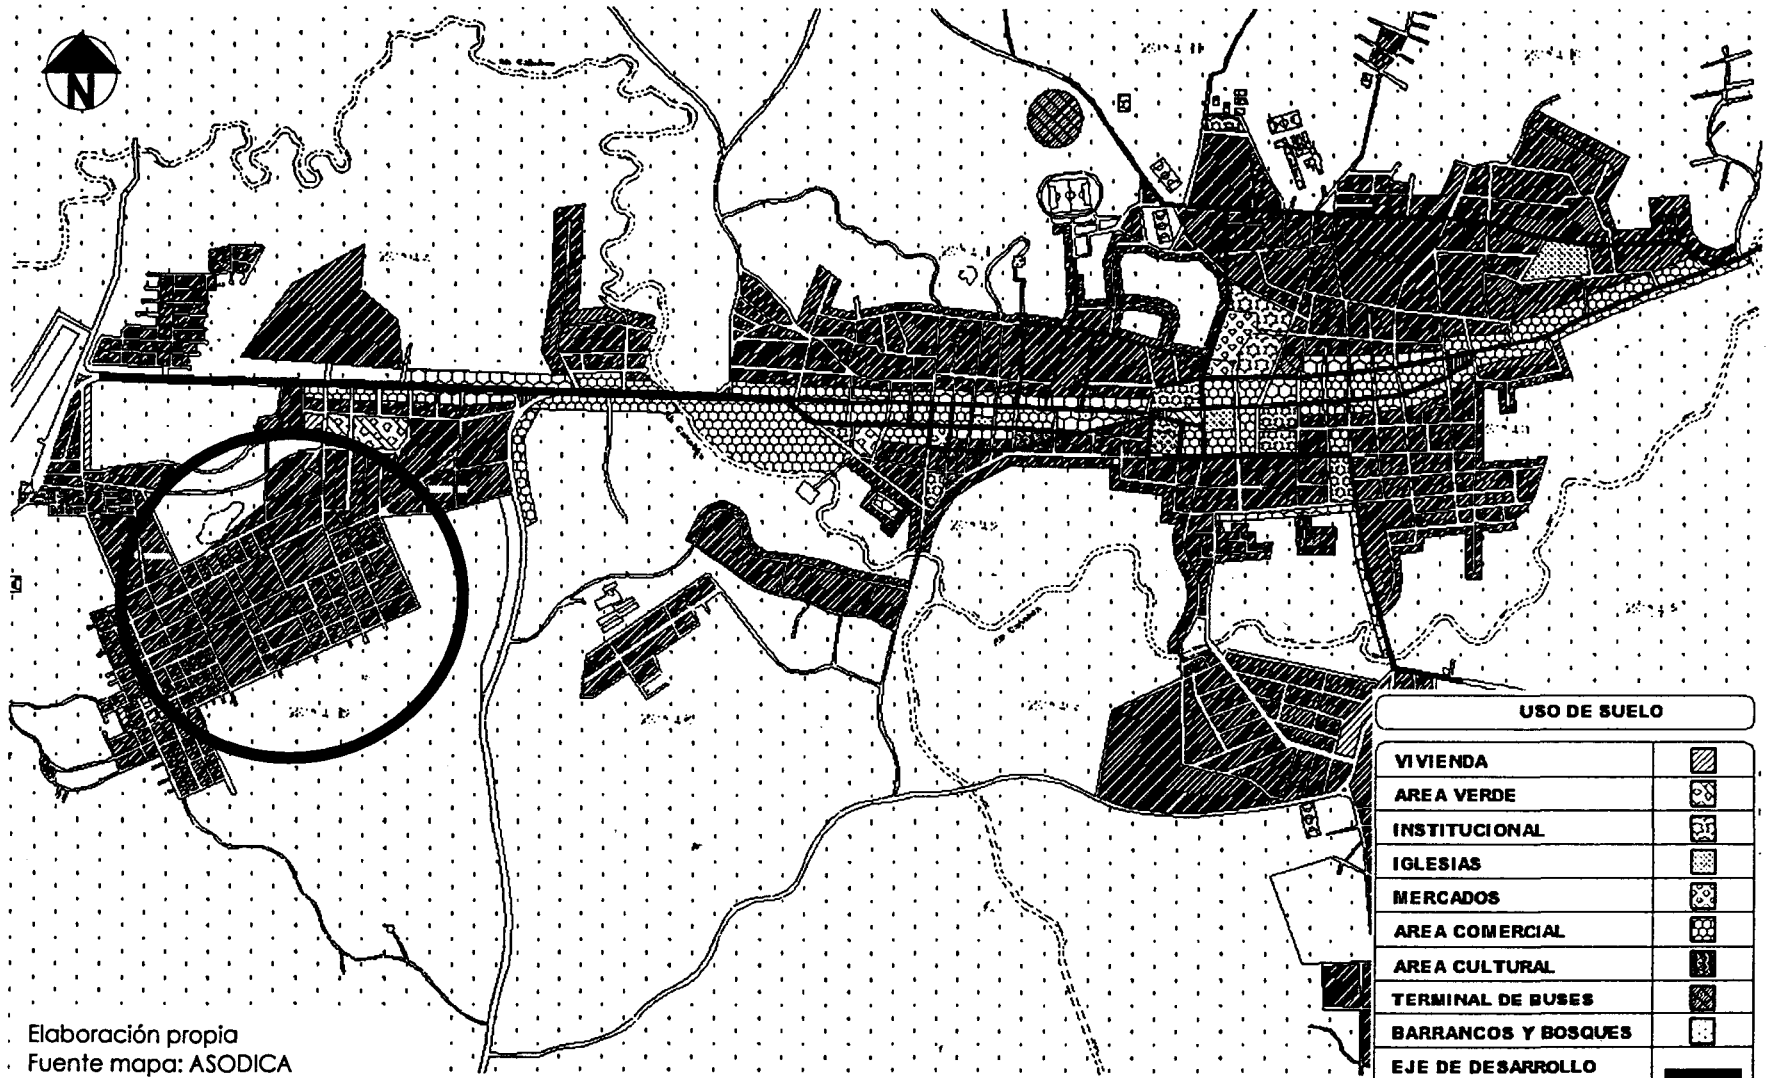 N
USO DE SUELO
VIVIENDA
AREA VERDE
INSTITUCIONAL
IGLESIAS
MERCADOS
AREA COMERCIAL
AREA CULTURAL
TERMINAL DE BUSES
BARRANCOS Y BOSQUES
EJE DE DESARROLLO
Elaboración propia
Fuente mapa: ASODICA